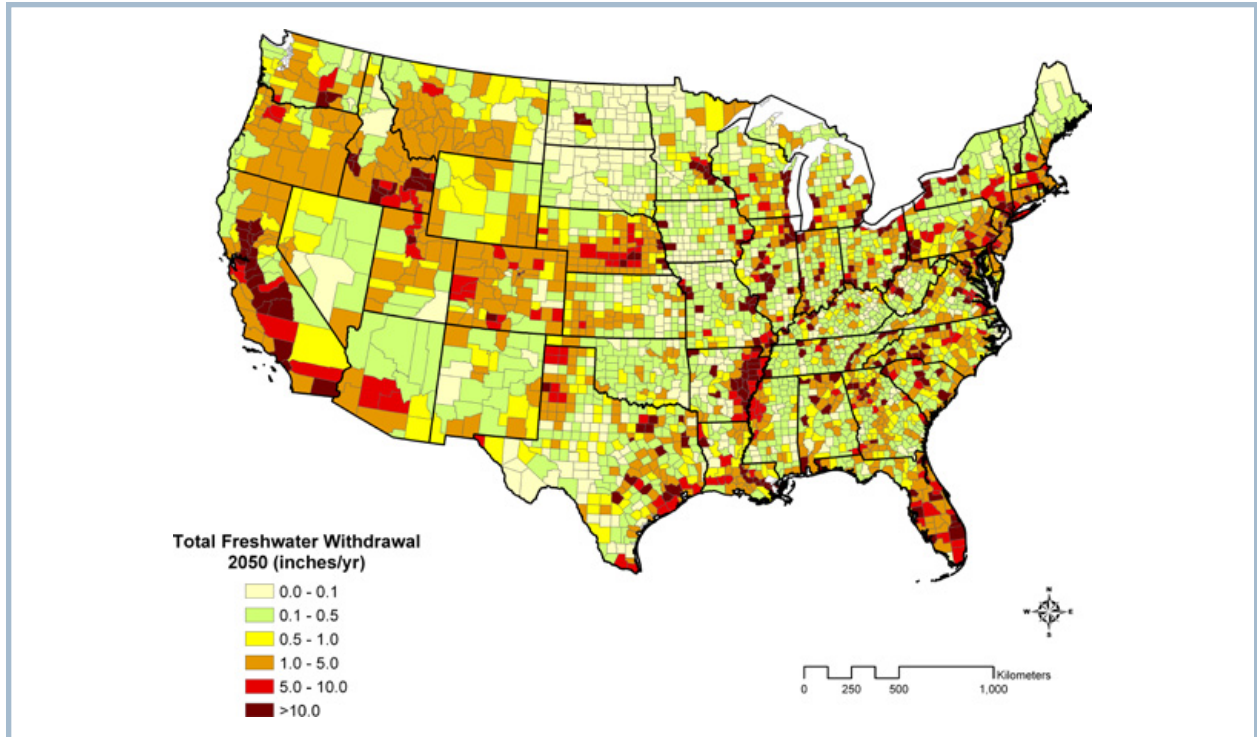 Total Freshwater Withdrawal
2050 (inches/yr)
0.0 - 0.1
0.1 - 0.5
0.5 - 1.0
1.0 - 5.0
5.0 - 10.0
>10.0
N
W E
S
Kilometers
0 250 500 1,000